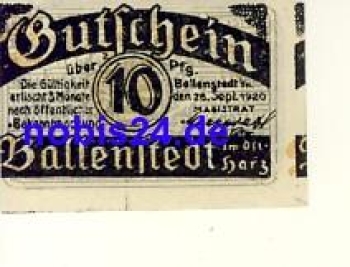 Gutschein
über 10 Pfg.
Die Gültigkeit
erlischt 3 Monate
nach öffentlicher
Bekanntmachung
Ballenstedt
den 26. Sept. 1920
MAGISTRAT
nobis24.de
Ballenstedt
im Ost-
Harz